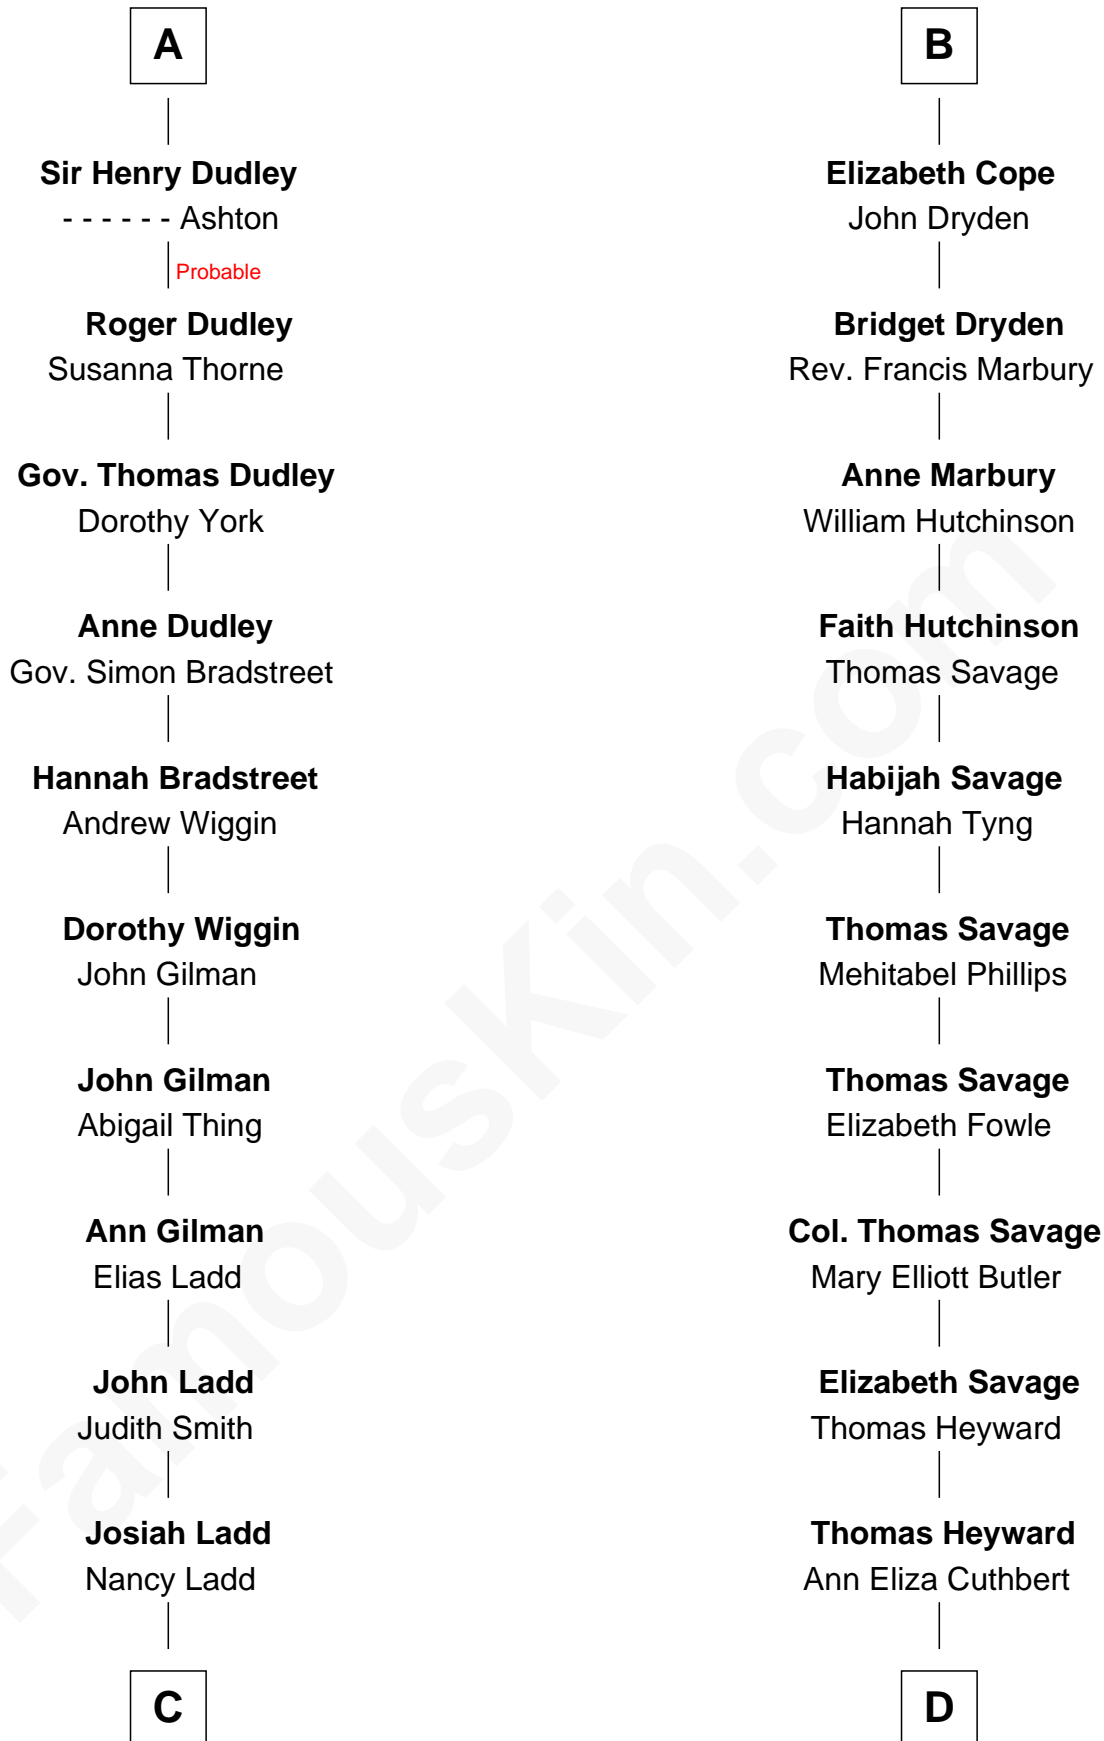 A
Sir Henry Dudley
- - - - - - Ashton
Probable
Roger Dudley
Susanna Thorne
Gov. Thomas Dudley
Dorothy York
Anne Dudley
Gov. Simon Bradstreet
Hannah Bradstreet
Andrew Wiggin
Dorothy Wiggin
John Gilman
John Gilman
Abigail Thing
Ann Gilman
Elias Ladd
John Ladd
Judith Smith
Josiah Ladd
Nancy Ladd
C
B
Elizabeth Cope
John Dryden
Bridget Dryden
Rev. Francis Marbury
Anne Marbury
William Hutchinson
Faith Hutchinson
Thomas Savage
Habijah Savage
Hannah Tyng
Thomas Savage
Mehitabel Phillips
Thomas Savage
Elizabeth Fowle
Col. Thomas Savage
Mary Elliott Butler
Elizabeth Savage
Thomas Heyward
Thomas Heyward
Ann Eliza Cuthbert
D
FamousKin.com